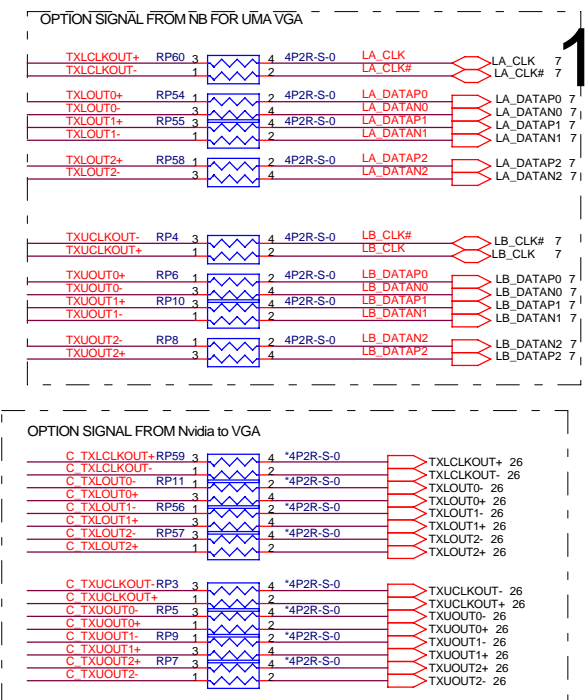 OPTION SIGNAL FROM NB FOR UMA VGA
1
TXLCLKOUT+ RP60 3 4 4P2R-S-0 LA_CLK LA_CLK 7
TXLCLKOUT- 1 2 LA_CLK# LA_CLK# 7
TXLOUT0+ RP54 1 2 4P2R-S-0 LA_DATAP0 LA_DATAP0 7
TXLOUT0- 3 4 LA_DATAN0 LA_DATAN0 7
TXLOUT1+ RP55 3 4 4P2R-S-0 LA_DATAP1 LA_DATAP1 7
TXLOUT1- 1 2 LA_DATAN1 LA_DATAN1 7
TXLOUT2+ RP58 1 2 4P2R-S-0 LA_DATAP2 LA_DATAP2 7
TXLOUT2- 3 4 LA_DATAN2 LA_DATAN2 7
TXUCLKOUT- RP4 3 4 4P2R-S-0 LB_CLK# LB_CLK# 7
TXUCLKOUT+ 1 2 LB_CLK LB_CLK 7
TXUOUT0+ RP6 1 2 4P2R-S-0 LB_DATAP0 LB_DATAP0 7
TXUOUT0- 3 4 LB_DATAN0 LB_DATAN0 7
TXUOUT1+ RP10 3 4 4P2R-S-0 LB_DATAP1 LB_DATAP1 7
TXUOUT1- 1 2 LB_DATAN1 LB_DATAN1 7
TXUOUT2- RP8 1 2 4P2R-S-0 LB_DATAN2 LB_DATAN2 7
TXUOUT2+ 3 4 LB_DATAP2 LB_DATAP2 7
OPTION SIGNAL FROM Nvidia to VGA
C_TXLCLKOUT+ RP59 3 4 *4P2R-S-0 TXLCLKOUT+ 26
C_TXLCLKOUT- 1 2 TXLCLKOUT- 26
C_TXLOUT0- RP11 1 2 *4P2R-S-0 TXLOUT0- 26
C_TXLOUT0+ 3 4 TXLOUT0+ 26
C_TXLOUT1- RP56 1 2 *4P2R-S-0 TXLOUT1- 26
C_TXLOUT1+ 3 4 TXLOUT1+ 26
C_TXLOUT2- RP57 3 4 *4P2R-S-0 TXLOUT2- 26
C_TXLOUT2+ 1 2 TXLOUT2+ 26
C_TXUCLKOUT- RP3 3 4 *4P2R-S-0 TXUCLKOUT- 26
C_TXUCLKOUT+ 1 2 TXUCLKOUT+ 26
C_TXUOUT0- RP5 3 4 *4P2R-S-0 TXUOUT0- 26
C_TXUOUT0+ 1 2 TXUOUT0+ 26
C_TXUOUT1- RP9 1 2 *4P2R-S-0 TXUOUT1- 26
C_TXUOUT1+ 3 4 TXUOUT1+ 26
C_TXUOUT2+ RP7 3 4 *4P2R-S-0 TXUOUT2+ 26
C_TXUOUT2- 1 2 TXUOUT2- 26